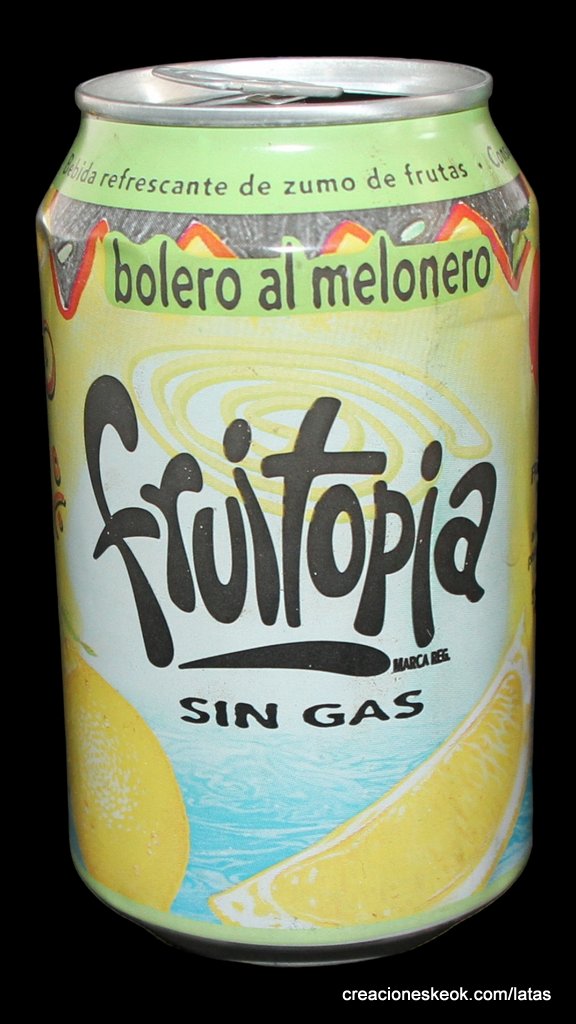 Bebida refrescante de zumo de frutas •
bolero al melonero
fruitopia
MARCA REG.
SIN GAS
creacioneskeok.com/latas